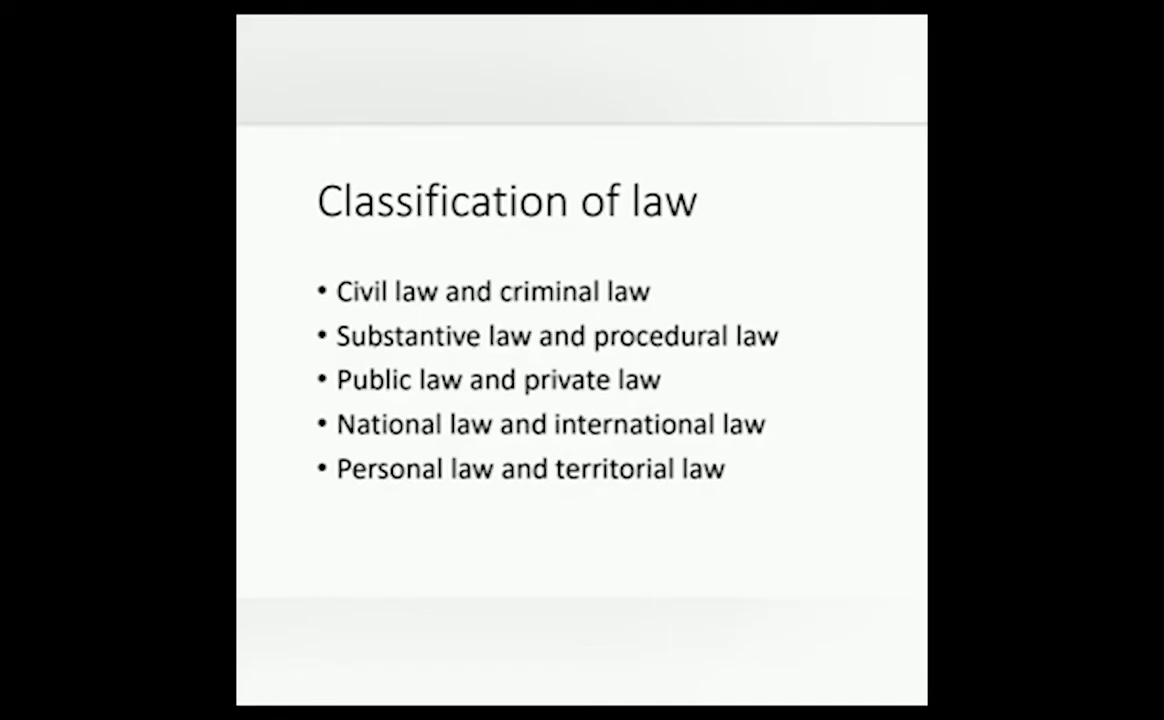 Classification of law
• Civil law and criminal law
• Substantive law and procedural law
• Public law and private law
• National law and international law
• Personal law and territorial law